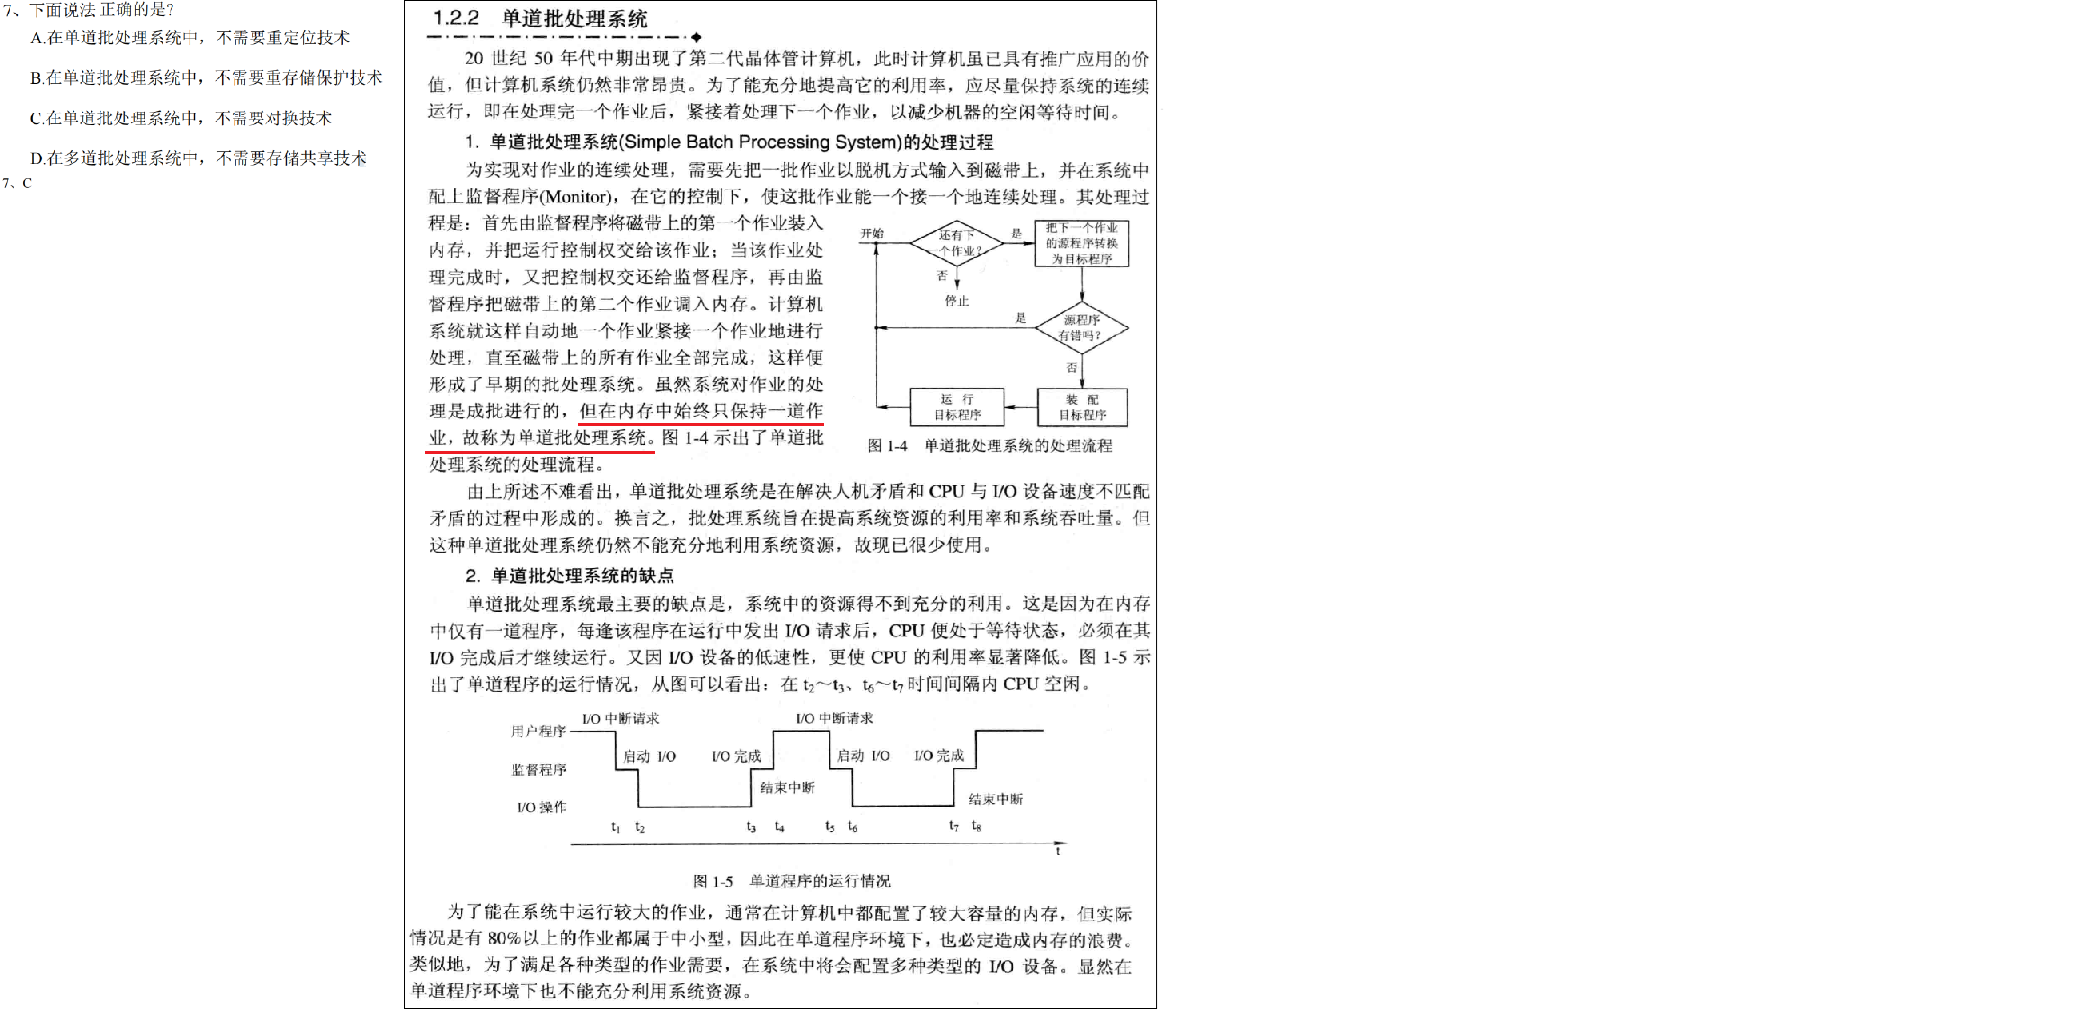 7、下面说法正确的是?
A.在单道批处理系统中，不需要重定位技术
B.在单道批处理系统中，不需要重存储保护技术
C.在单道批处理系统中，不需要对换技术
D.在多道批处理系统中，不需要存储共享技术
7、C
1.2.2 单道批处理系统
20 世纪 50 年代中期出现了第二代晶体管计算机，此时计算机虽已具有推广应用的价
值，但计算机系统仍然非常昂贵。为了能充分地提高它的利用率，应尽量保持系统的连续
运行，即在处理完一个作业后，紧接着处理下一个作业，以减少机器的空闲等待时间。
1. 单道批处理系统(Simple Batch Processing System)的处理过程
为实现对作业的连续处理，需要先把一批作业以脱机方式输入到磁带上，并在系统中
配上监督程序(Monitor)，在它的控制下，使这批作业能一个接一个地连续处理。其处理过
程是：首先由监督程序将磁带上的第一个作业装入
内存，并把运行控制权交给该作业；当该作业处
理完成时，又把控制权交还给监督程序，再由监
督程序把磁带上的第二个作业调入内存。计算机
系统就这样自动地一个作业紧接一个作业地进行
处理，直至磁带上的所有作业全部完成，这样便
形成了早期的批处理系统。虽然系统对作业的处
理是成批进行的，但在内存中始终只保持一道作
业，故称为单道批处理系统。图 1-4 示出了单道批
处理系统的处理流程。
开始
还有下
一个作业?
是
把下一个作业
的源程序转换
为目标程序
否
停止
是
源程序
有错吗?
否
运 行
目标程序
装 配
目标程序
图 1-4 单道批处理系统的处理流程
由上所述不难看出，单道批处理系统是在解决人机矛盾和 CPU 与 I/O 设备速度不匹配
矛盾的过程中形成的。换言之，批处理系统旨在提高系统资源的利用率和系统吞吐量。但
这种单道批处理系统仍然不能充分地利用系统资源，故现已很少使用。
2. 单道批处理系统的缺点
单道批处理系统最主要的缺点是，系统中的资源得不到充分的利用。这是因为在内存
中仅有一道程序，每逢该程序在运行中发出 I/O 请求后，CPU 便处于等待状态，必须在其
I/O 完成后才继续运行。又因 I/O 设备的低速性，更使 CPU 的利用率显著降低。图 1-5 示
出了单道程序的运行情况，从图可以看出：在 t2～t3、t6～t7 时间间隔内 CPU 空闲。
I/O 中断请求 I/O 中断请求
用户程序
启动 I/O I/O 完成 启动 I/O I/O 完成
监督程序
结束中断 结束中断
I/O 操作
t1 t2 t3 t4 t5 t6 t7 t8
t
图 1-5 单道程序的运行情况
为了能在系统中运行较大的作业，通常在计算机中都配置了较大容量的内存，但实际
情况是有 80%以上的作业都属于中小型，因此在单道程序环境下，也必定造成内存的浪费。
类似地，为了满足各种类型的作业需要，在系统中将会配置多种类型的 I/O 设备。显然在
单道程序环境下也不能充分利用系统资源。